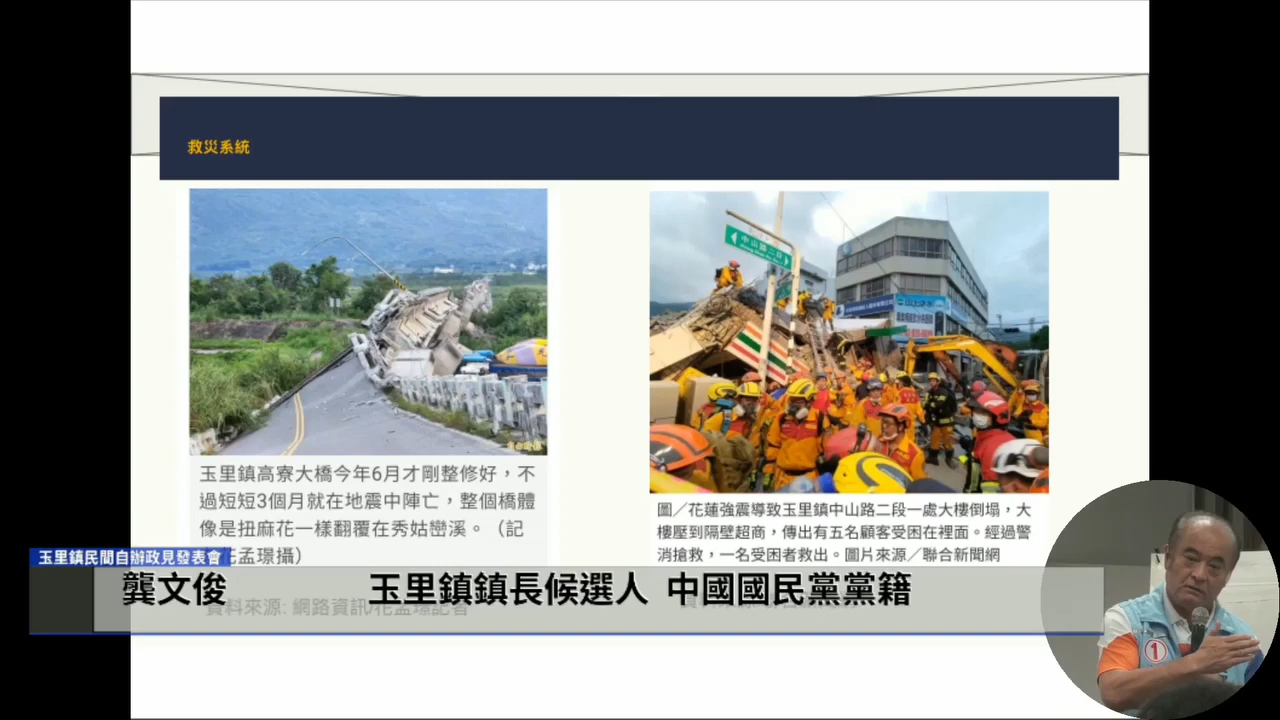 救災系統
中山路二段
玉里鎮高寮大橋今年6月才剛整修好，不
過短短3個月就在地震中陣亡，整個橋體
像是扭麻花一樣翻覆在秀姑巒溪。（記
花孟璟攝）
圖／花蓮強震導致玉里鎮中山路二段一處大樓倒塌，大
樓壓到隔壁超商，傳出有五名顧客受困在裡面。經過警
消搶救，一名受困者救出。圖片來源／聯合新聞網
玉里鎮民間自辦政見發表會
龔文俊 玉里鎮鎮長候選人 中國國民黨黨籍
資料來源: 網路資訊/花孟璟記者
1